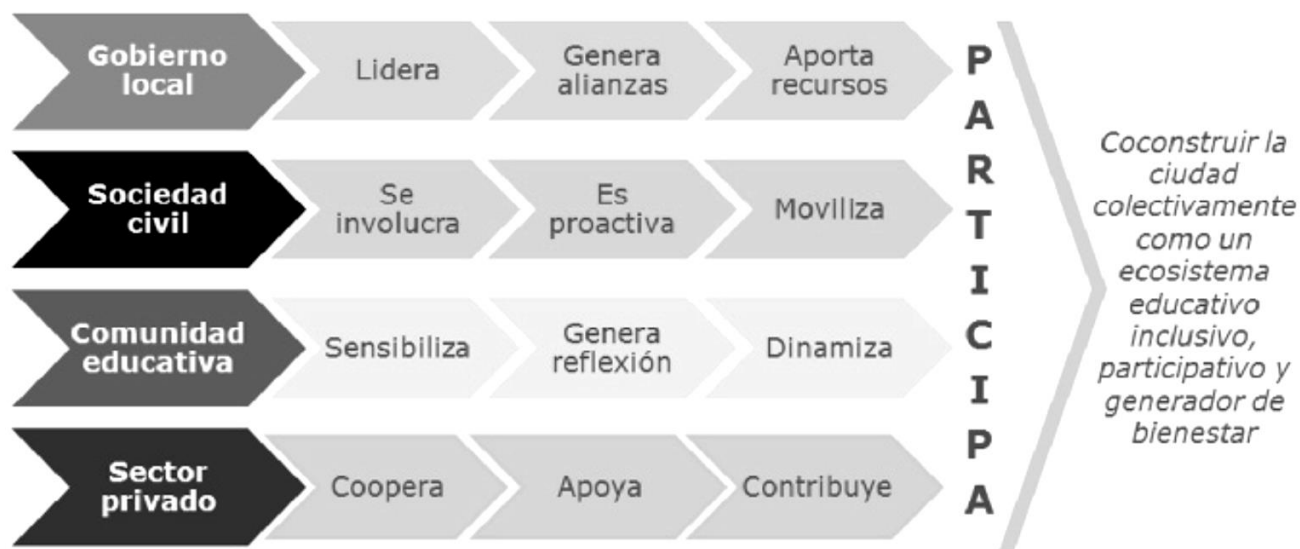 Gobierno
local
Lidera
Genera
alianzas
Aporta
recursos
Sociedad
civil
Se
involucra
Es
proactiva
Moviliza
Comunidad
educativa
Sensibiliza
Genera
reflexión
Dinamiza
Sector
privado
Coopera
Apoya
Contribuye
P
A
R
T
I
C
I
P
A
Coconstruir la
ciudad
colectivamente
como un
ecosistema
educativo
inclusivo,
participativo y
generador de
bienestar